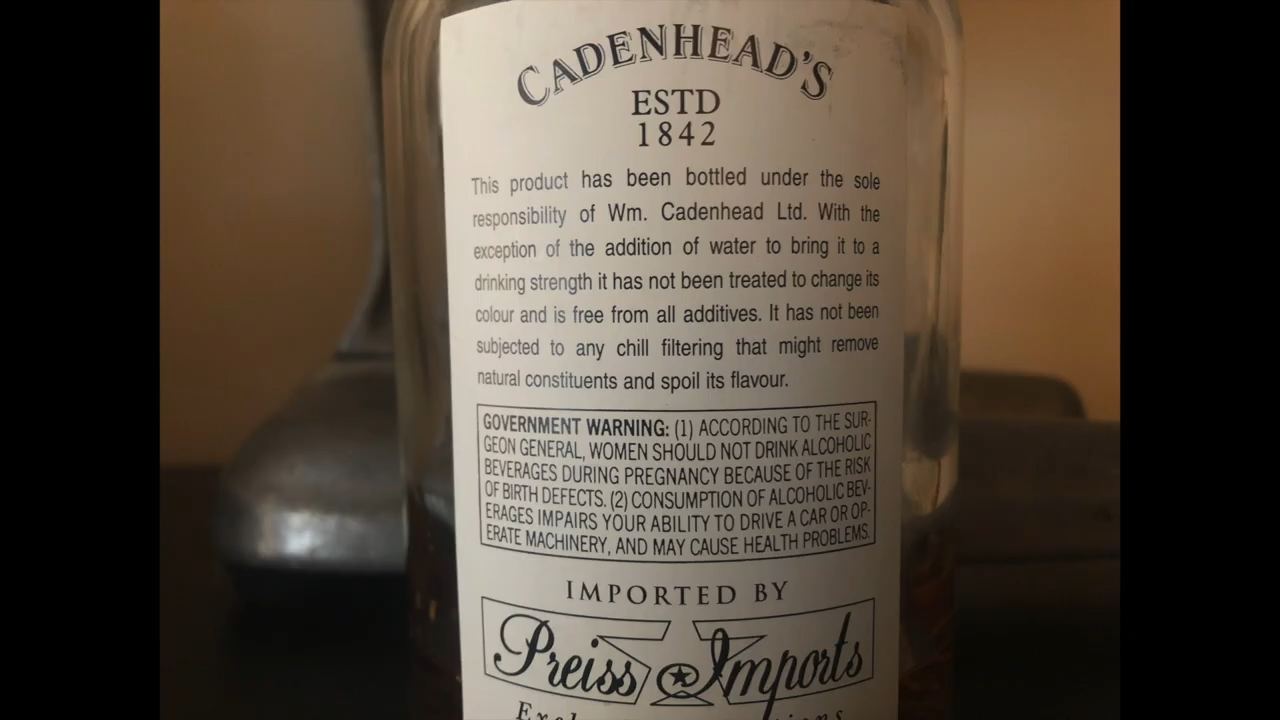 CADENHEAD'S
ESTD
1842
This product has been bottled under the sole
responsibility of Wm. Cadenhead Ltd. With the
exception of the addition of water to bring it to a
drinking strength it has not been treated to change its
colour and is free from all additives. It has not been
subjected to any chill filtering that might remove
natural constituents and spoil its flavour.
GOVERNMENT WARNING: (1) ACCORDING TO THE SUR-
GEON GENERAL, WOMEN SHOULD NOT DRINK ALCOHOLIC
BEVERAGES DURING PREGNANCY BECAUSE OF THE RISK
OF BIRTH DEFECTS. (2) CONSUMPTION OF ALCOHOLIC BEV-
ERAGES IMPAIRS YOUR ABILITY TO DRIVE A CAR OR OP-
ERATE MACHINERY, AND MAY CAUSE HEALTH PROBLEMS.
IMPORTED BY
Preiss Imports